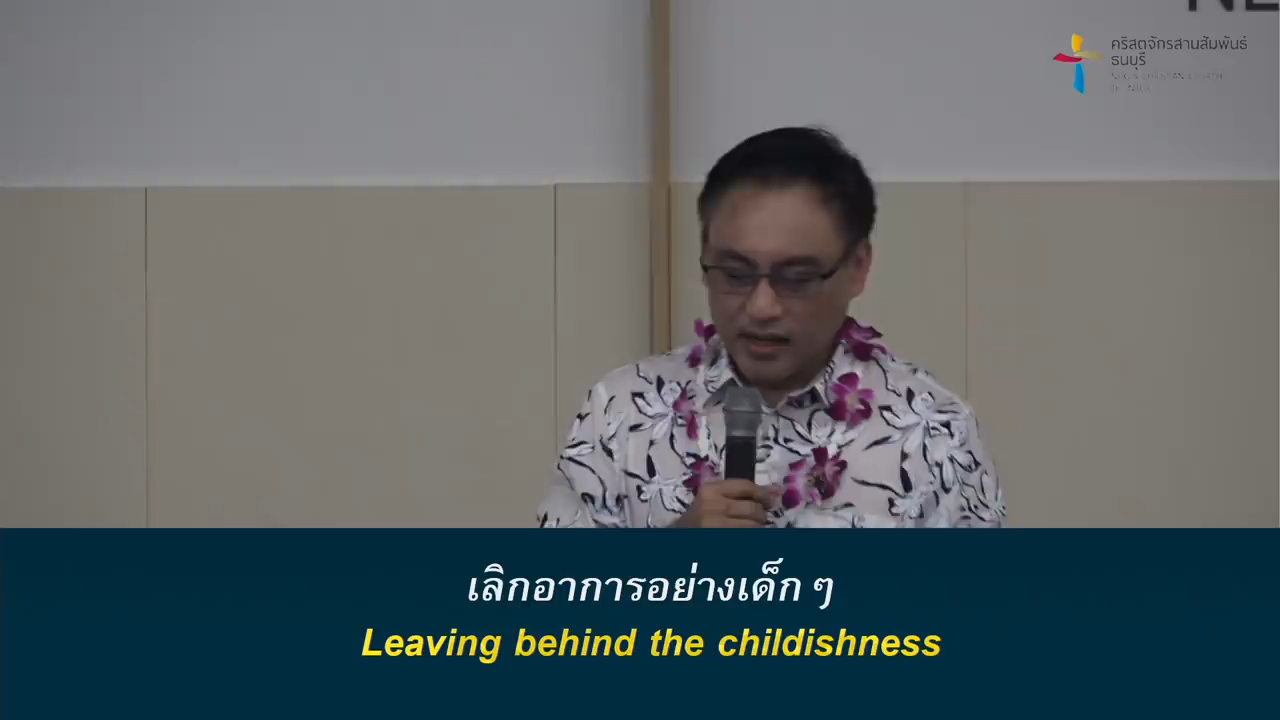 คริสตจักรสานสัมพันธ์
ธนบุรี
เลิกอาการอย่างเด็ก ๆ
Leaving behind the childishness